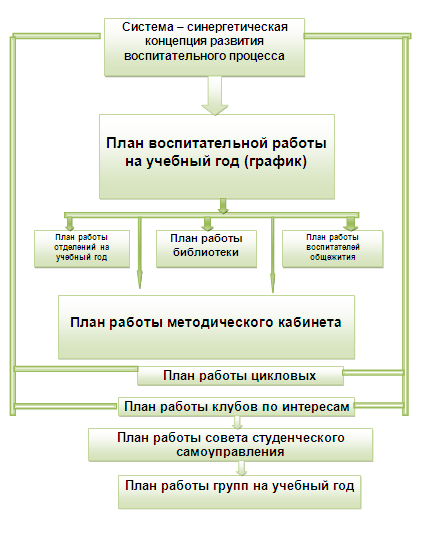 Система – синергетическая
концепция развития
воспитательного процесса
План воспитательной работы
на учебный год (график)
План работы
отделений на
учебный год
План работы
библиотеки
План работы
воспитателей
общежития
План работы методического кабинета
План работы цикловых
План работы клубов по интересам
План работы совета студенческого
самоуправления
План работы групп на учебный год